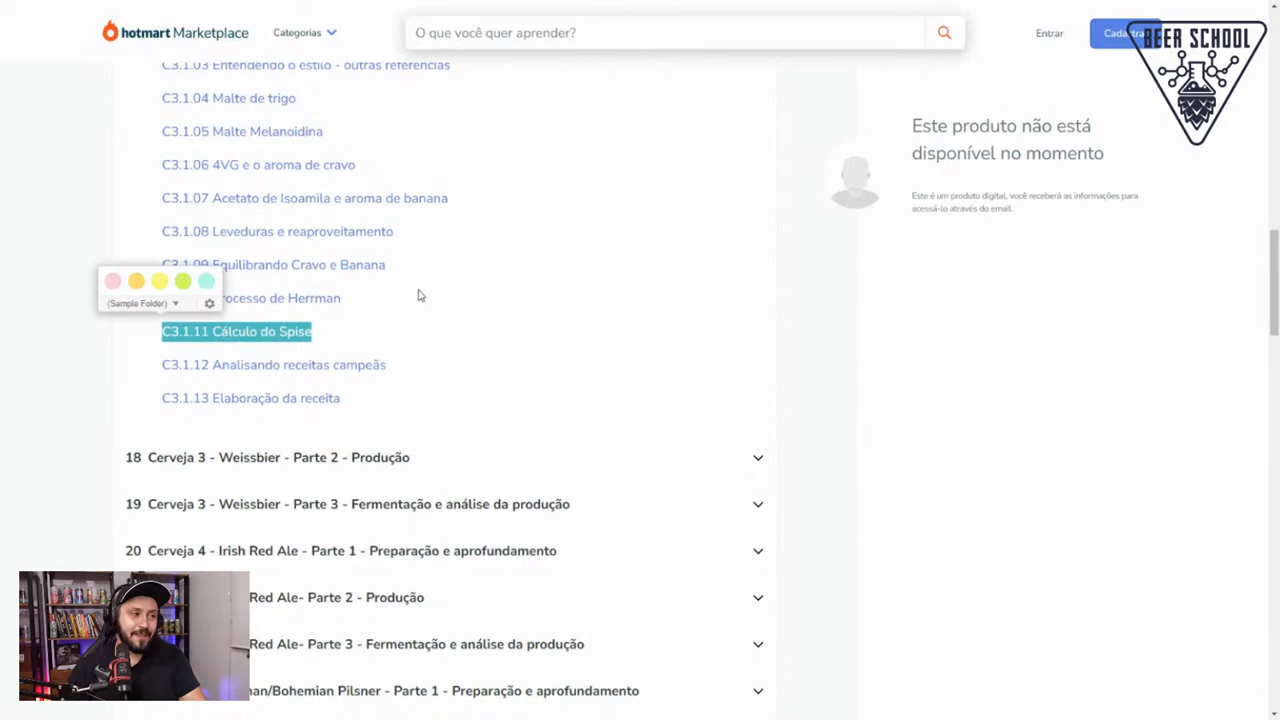 hotmart Marketplace
Categorias
O que você quer aprender?
Entrar
Cadastra
BEER SCHOOL
C3.1.03 Entendendo o estilo - outras referências
C3.1.04 Malte de trigo
C3.1.05 Malte Melanoidina
C3.1.06 4VG e o aroma de cravo
C3.1.07 Acetato de Isoamila e aroma de banana
C3.1.08 Leveduras e reaproveitamento
C3.1.09 Equilibrando Cravo e Banana
rocesso de Herrman
(Sample Folder)
C3.1.11 Cálculo do Spise
C3.1.12 Analisando receitas campeãs
C3.1.13 Elaboração da receita
18 Cerveja 3 - Weissbier - Parte 2 - Produção
19 Cerveja 3 - Weissbier - Parte 3 - Fermentação e análise da produção
20 Cerveja 4 - Irish Red Ale - Parte 1 - Preparação e aprofundamento
Red Ale- Parte 2 - Produção
Red Ale- Parte 3 - Fermentação e análise da produção
an/Bohemian Pilsner - Parte 1 - Preparação e aprofundamento
Este produto não está
disponível no momento
Este é um produto digital, você receberá as informações para
acessá-lo através do email.